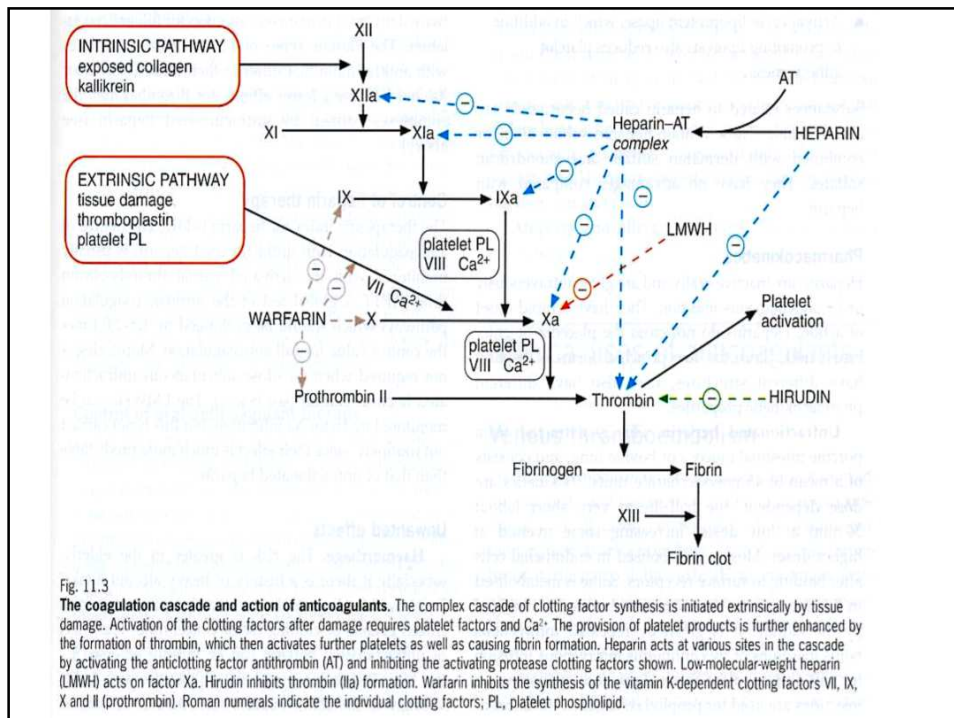 INTRINSIC PATHWAY
exposed collagen
kallikrein
XII
XIIa
XI
XIa
Heparin–AT
complex
AT
HEPARIN
EXTRINSIC PATHWAY
tissue damage
thromboplastin
platelet PL
IX
IXa
LMWH
platelet PL
VIII Ca2+
VII Ca2+
WARFARIN
X
Xa
Platelet
activation
platelet PL
VIII Ca2+
Prothrombin II
Thrombin
HIRUDIN
Fibrinogen
Fibrin
XIII
Fibrin clot
Fig. 11.3
The coagulation cascade and action of anticoagulants. The complex cascade of clotting factor synthesis is initiated extrinsically by tissue
damage. Activation of the clotting factors after damage requires platelet factors and Ca2+ The provision of platelet products is further enhanced by
the formation of thrombin, which then activates further platelets as well as causing fibrin formation. Heparin acts at various sites in the cascade
by activating the anticlotting factor antithrombin (AT) and inhibiting the activating protease clotting factors shown. Low-molecular-weight heparin
(LMWH) acts on factor Xa. Hirudin inhibits thrombin (IIa) formation. Warfarin inhibits the synthesis of the vitamin K-dependent clotting factors VII, IX,
X and II (prothrombin). Roman numerals indicate the individual clotting factors; PL, platelet phospholipid.